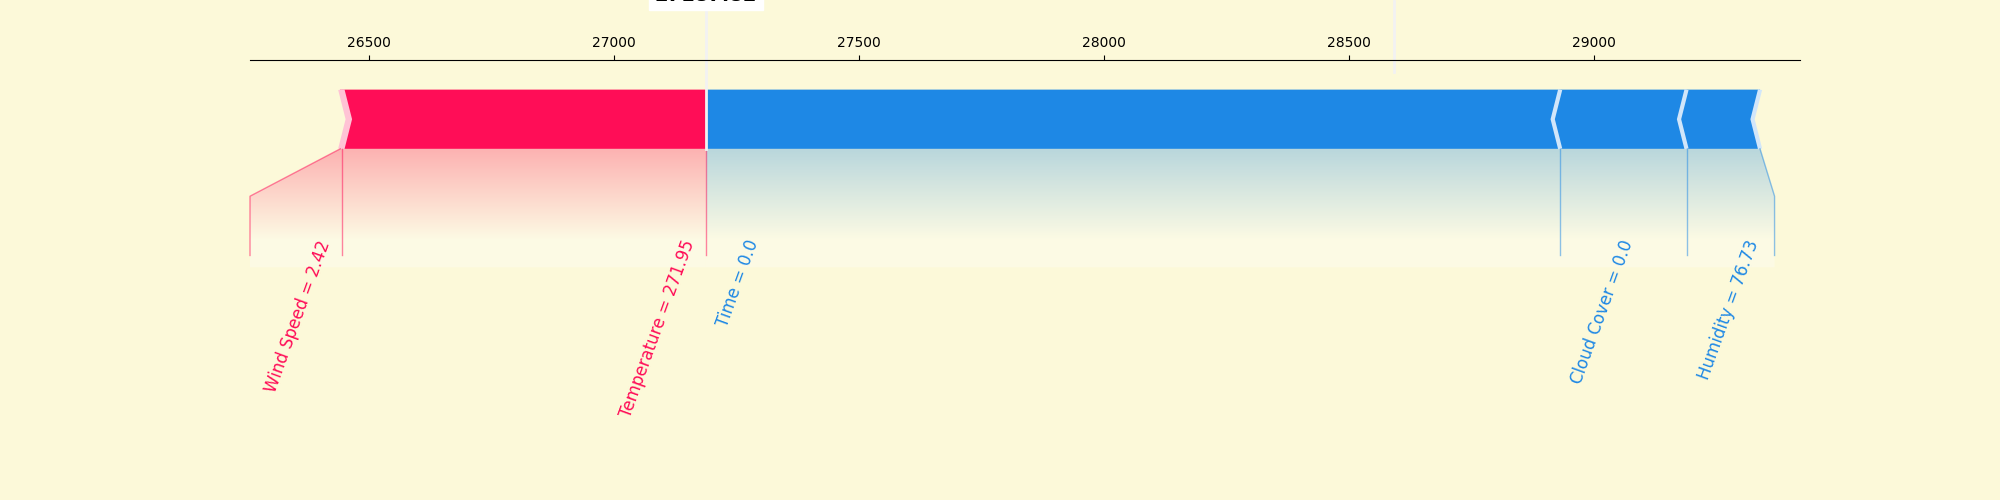 26500 27000 27500 28000 28500 29000
Wind Speed = 2.42
Temperature = 271.95
Time = 0.0
Cloud Cover = 0.0
Humidity = 76.73